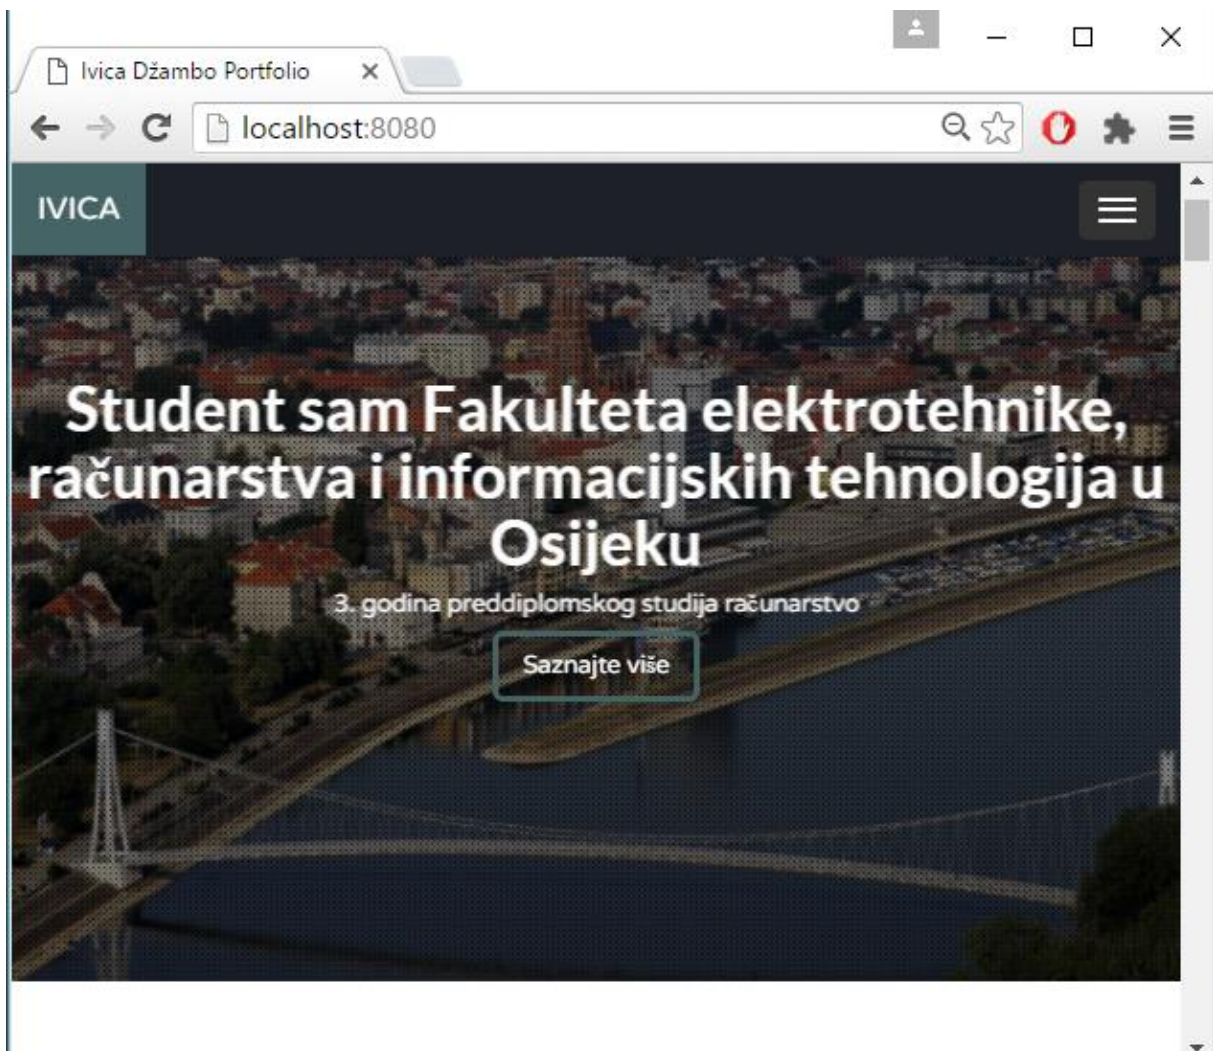 Ivica Džambo Portfolio
localhost:8080
IVICA
Student sam Fakulteta elektrotehnike,
računarstva i informacijskih tehnologija u
Osijeku
3. godina preddiplomskog studija računarstvo
Saznajte više